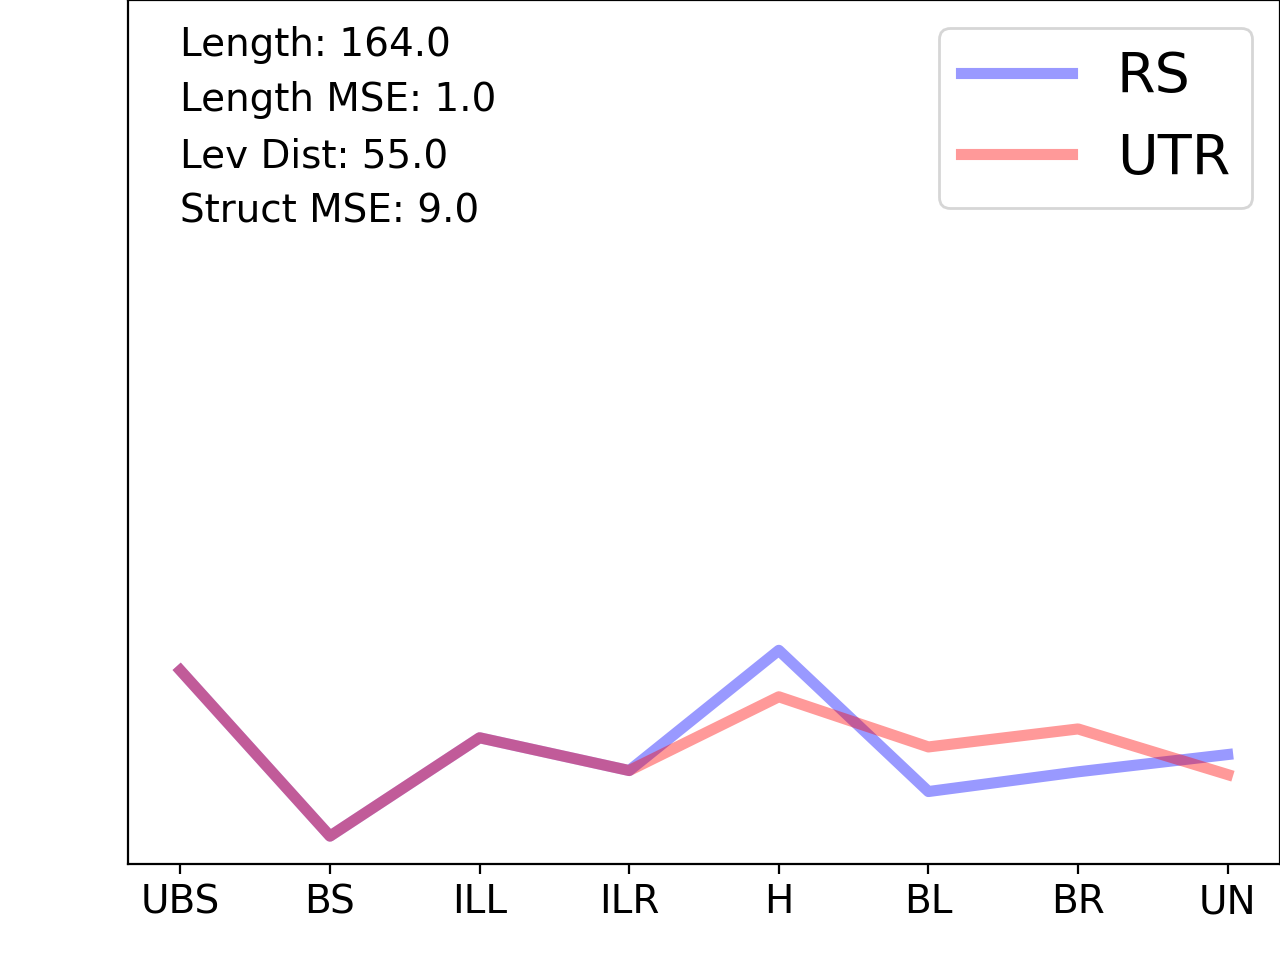 Length: 164.0
Length MSE: 1.0
Lev Dist: 55.0
Struct MSE: 9.0
RS
UTR
UBS BS ILL ILR H BL BR UN